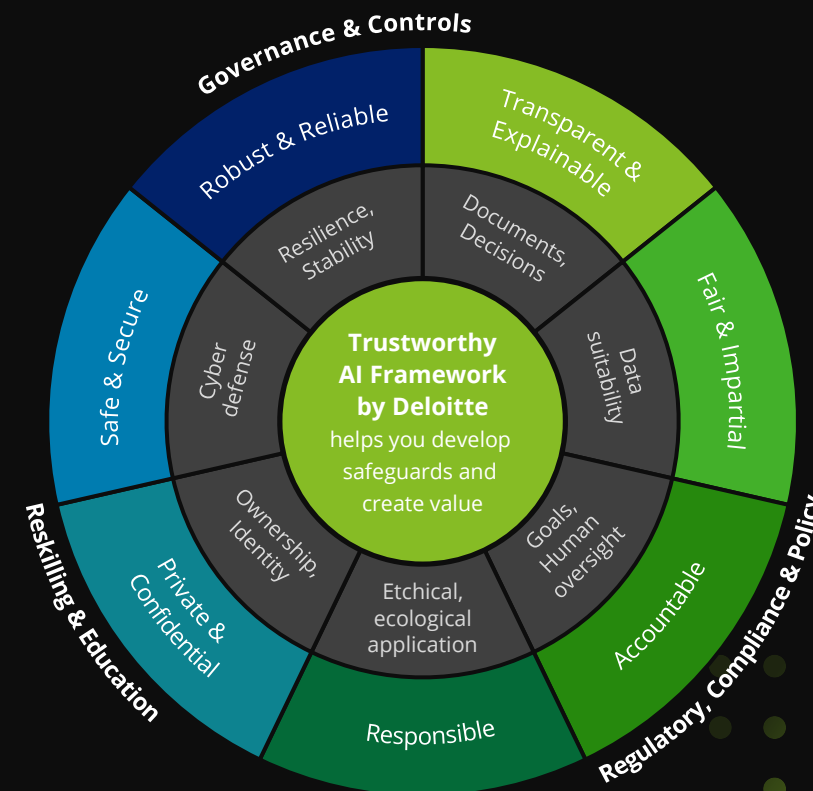 Governance & Controls
Robust & Reliable
Transparent &
Explainable
Resilience,
Stability
Documents,
Decisions
Safe & Secure
Cyber
defense
Trustworthy
AI Framework
by Deloitte
helps you develop
safeguards and
create value
Data
suitability
Fair & Impartial
Reskilling & Education
Private &
Confidential
Ownership,
Identity
Etchical,
ecological
application
Goals,
Human
oversight
Accountable
Regulatory, Compliance & Policy
Responsible